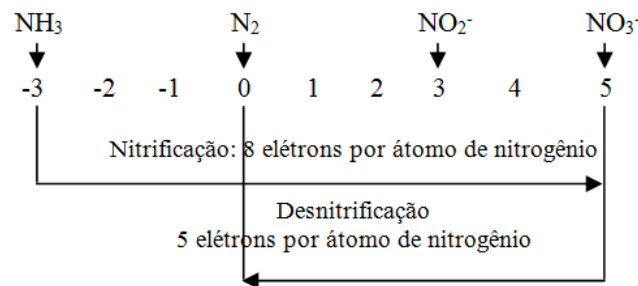 NH₃ N₂ NO₂⁻ NO₃⁻
-3 -2 -1 0 1 2 3 4 5
Nitrificação: 8 elétrons por átomo de nitrogênio
Desnitrificação
5 elétrons por átomo de nitrogênio